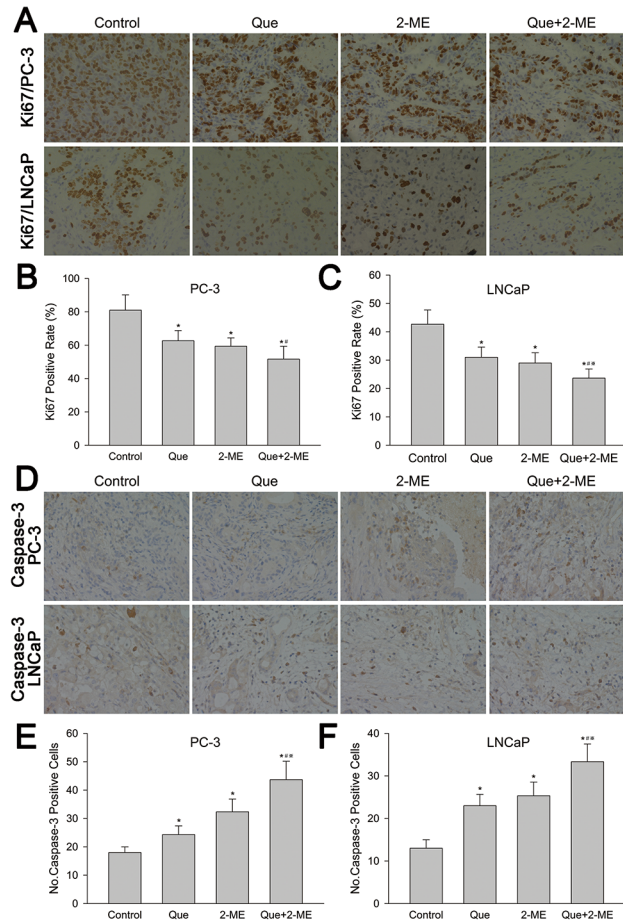 A
Control Que 2-ME Que+2-ME
Ki67/PC-3
Ki67/LNCaP
B
PC-3
Ki67 Positive Rate (%)
100
80
60
40
20
0
*
*
*#
Control Que 2-ME Que+2-ME
C
LNCaP
Ki67 Positive Rate (%)
60
50
40
30
20
10
0
*
*
*#※
Control Que 2-ME Que+2-ME
D
Control Que 2-ME Que+2-ME
Caspase-3
PC-3
Caspase-3
LNCaP
E
PC-3
No.Caspase-3 Positive Cells
60
50
40
30
20
10
0
*
*
*#※
Control Que 2-ME Que+2-ME
F
LNCaP
No.Caspase-3 Positive Cells
40
30
20
10
0
*
*
*#※
Control Que 2-ME Que+2-ME